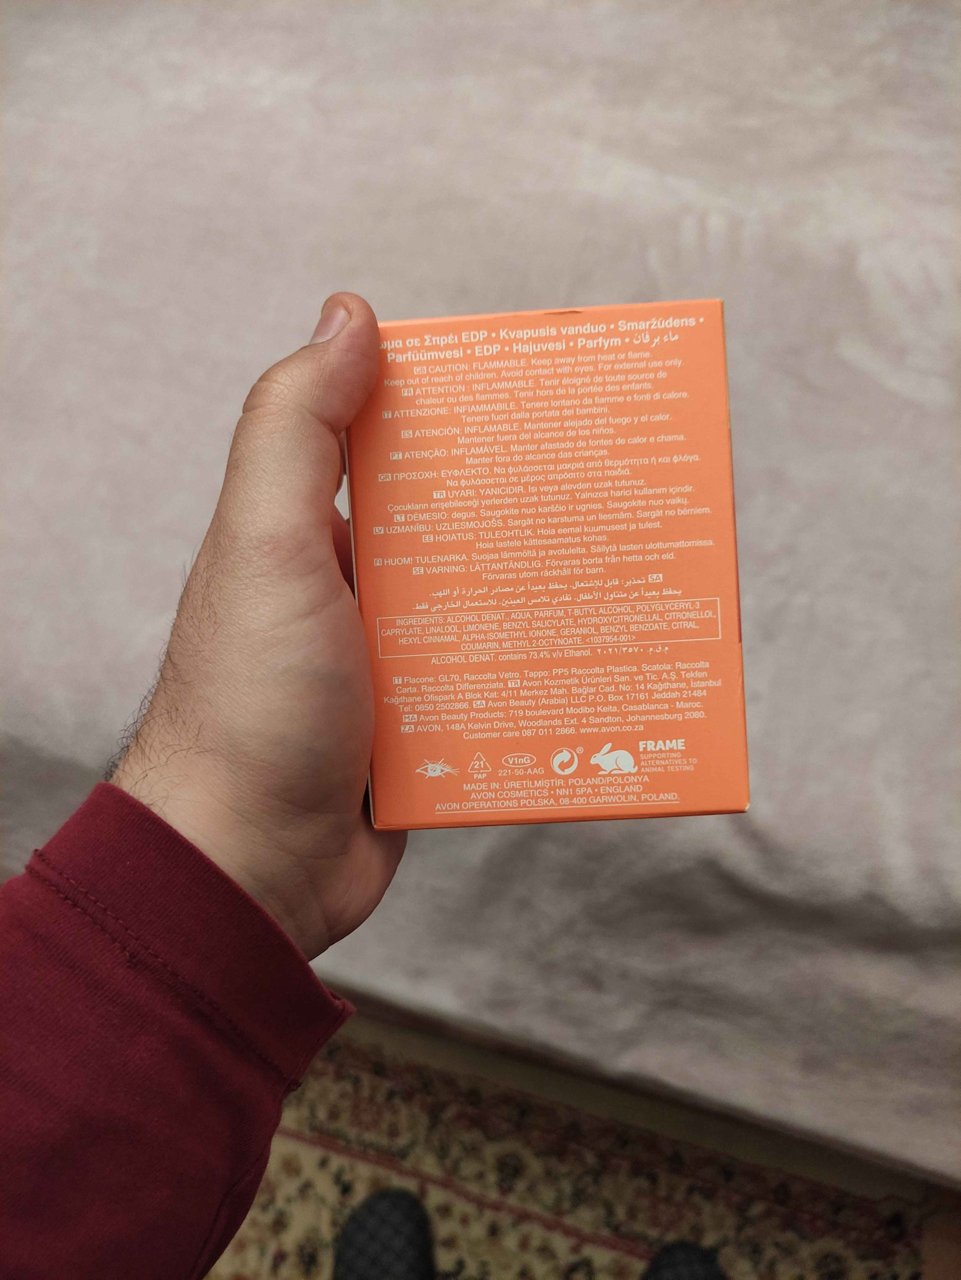 ωμα σε Σπρέι EDP • Kvapusis vanduo • Smaržūdens •
Parfüümvesi • EDP • Hajuvesi • Parfym • ماء برفان
GB CAUTION: FLAMMABLE. Keep away from heat or flame.
Keep out of reach of children. Avoid contact with eyes. For external use only.
FR ATTENTION : INFLAMMABLE. Tenir éloigné de toute source de
chaleur ou des flammes. Tenir hors de la portée des enfants.
IT ATTENZIONE: INFIAMMABILE. Tenere lontano da fiamme e fonti di calore.
Tenere fuori dalla portata dei bambini.
ES ATENCIÓN: INFLAMABLE. Mantener alejado del fuego y el calor.
Mantener fuera del alcance de los niños.
PT ATENÇÃO: INFLAMÁVEL. Manter afastado de fontes de calor e chama.
Manter fora do alcance das crianças.
GR ΠΡΟΣΟΧΗ: ΕΥΦΛΕΚΤΟ. Να φυλάσσεται μακριά από θερμότητα ή και φλόγα.
Να φυλάσσεται σε μέρος απρόσιτο στα παιδιά.
TR UYARI: YANICIDIR. Isı veya alevden uzak tutunuz.
Çocukların erişebileceği yerlerden uzak tutunuz. Yalnızca harici kullanım içindir.
LT DĖMESIO: degus. Saugokite nuo karščio ir ugnies. Saugokite nuo vaikų.
LV UZMANĪBU: UZLIESMOJOŠS. Sargāt no karstuma un liesmām. Sargāt no bērniem.
EE HOIATUS: TULEOHTLIK. Hoia eemal kuumusest ja tulest.
Hoia lastele kättesaamatus kohas.
FI HUOM! TULENARKA. Suojaa lämmöltä ja avotulelta. Säilytä lasten ulottumattomissa.
SE VARNING: LÄTTANTÄNDLIG. Förvaras borta från hetta och eld.
Förvaras utom räckhåll för barn.
SA تحذير: قابل للاشتعال. يحفظ بعيداً عن مصادر الحرارة أو اللهب.
يحفظ بعيداً عن متناول الأطفال. تفادي تلامس العينين. للاستعمال الخارجي فقط.
INGREDIENTS: ALCOHOL DENAT., AQUA, PARFUM, T-BUTYL ALCOHOL, POLYGLYCERYL-3
CAPRYLATE, LINALOOL, LIMONENE, BENZYL SALICYLATE, HYDROXYCITRONELLAL, CITRONELLOL,
HEXYL CINNAMAL, ALPHA-ISOMETHYL IONONE, GERANIOL, BENZYL BENZOATE, CITRAL,
COUMARIN, METHYL 2-OCTYNOATE. <1037954-001>
ALCOHOL DENAT. contains 73.4% v/v Ethanol. م.ق.م. ٢٠٢١/٣٥٧٠
IT Flacone: GL70, Raccolta Vetro. Tappo: PP5 Raccolta Plastica. Scatola: Raccolta
Carta. Raccolta Differenziata. TR Avon Kozmetik Ürünleri San. ve Tic. A.Ş. Tekfen
Kağıthane Ofispark A Blok Kat: 4/11 Merkez Mah. Bağlar Cad. No: 14 Kağıthane, İstanbul
Tel: 0850 2502866. SA Avon Beauty (Arabia) LLC P.O. Box 17161 Jeddah 21484
MA Avon Beauty Products: 719 boulevard Modibo Keita, Casablanca - Maroc.
ZA AVON, 148A Kelvin Drive, Woodlands Ext. 4 Sandton, Johannesburg 2080.
Customer care 087 011 2866. www.avon.co.za
21 PAP
V1nG
221-50-AAG
®
FRAME
SUPPORTING
ALTERNATIVES TO
ANIMAL TESTING
MADE IN: ÜRETİLMİŞTİR: POLAND/POLONYA
AVON COSMETICS • NN1 5PA • ENGLAND
AVON OPERATIONS POLSKA, 08-400 GARWOLIN, POLAND.